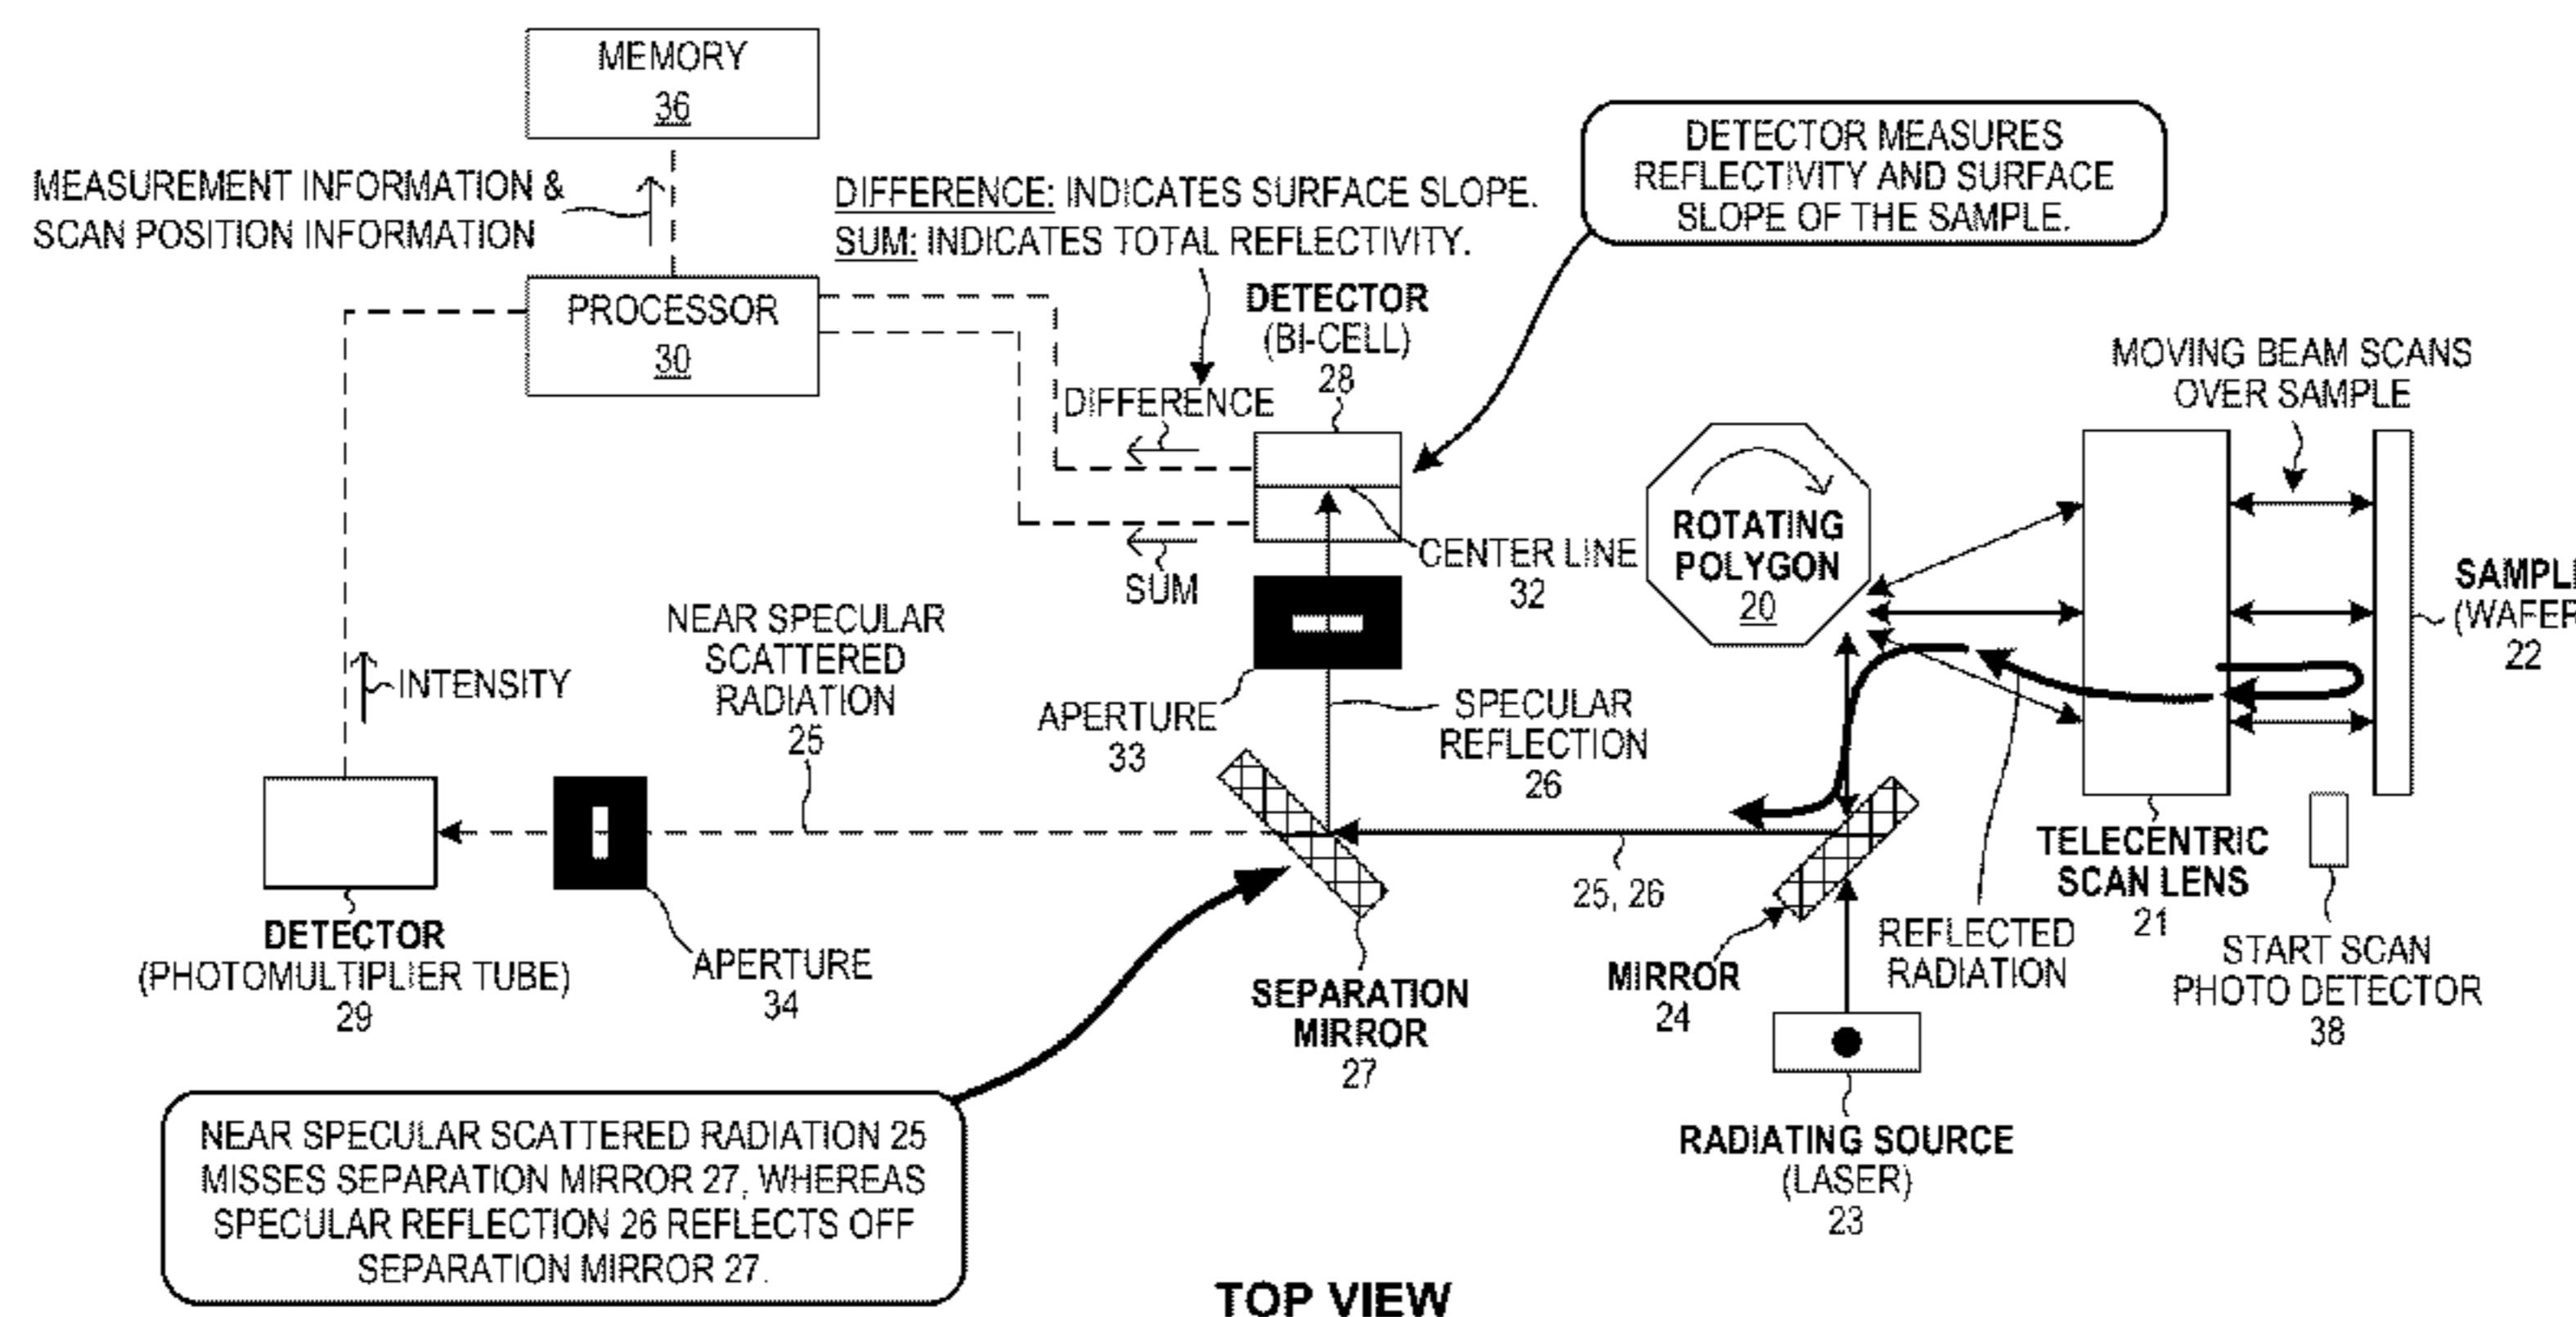 MEMORY
36
MEASUREMENT INFORMATION &
SCAN POSITION INFORMATION
DIFFERENCE: INDICATES SURFACE SLOPE.
SUM: INDICATES TOTAL REFLECTIVITY.
DETECTOR MEASURES
REFLECTIVITY AND SURFACE
SLOPE OF THE SAMPLE.
PROCESSOR
30
DETECTOR
(BI-CELL)
28
DIFFERENCE
SUM
CENTER LINE
32
ROTATING
POLYGON
20
MOVING BEAM SCANS
OVER SAMPLE
SAMPL
(WAFER
22
NEAR SPECULAR
SCATTERED
RADIATION
25
INTENSITY
APERTURE
33
SPECULAR
REFLECTION
26
25, 26
DETECTOR
(PHOTOMULTIPLIER TUBE)
29
APERTURE
34
SEPARATION
MIRROR
27
MIRROR
24
REFLECTED
RADIATION
TELECENTRIC
SCAN LENS
21
START SCAN
PHOTO DETECTOR
38
RADIATING SOURCE
(LASER)
23
NEAR SPECULAR SCATTERED RADIATION 25
MISSES SEPARATION MIRROR 27, WHEREAS
SPECULAR REFLECTION 26 REFLECTS OFF
SEPARATION MIRROR 27.
TOP VIEW